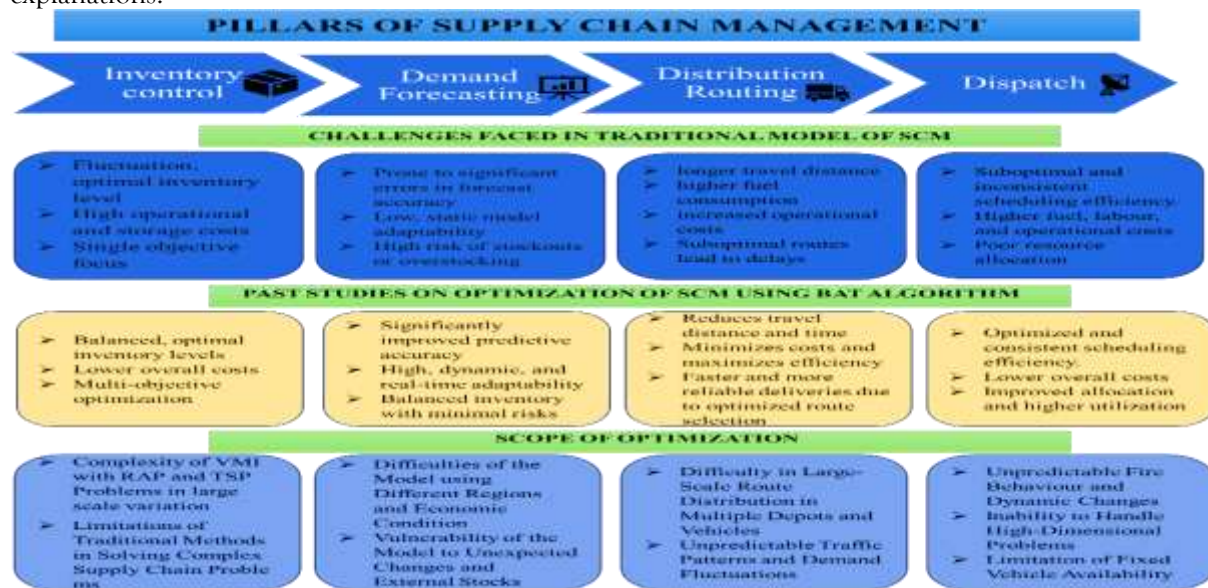 explanations.
PILLARS OF SUPPLY CHAIN MANAGEMENT
Inventory
control
Demand
Forecasting
Distribution
Routing
Dispatch
CHALLENGES FACED IN TRADITIONAL MODEL OF SCM
➤ Fluctuation,
optimal inventory
level
➤ High operational
and storage costs
➤ Single objective
focus
➤ Prone to significant
errors in forecast
accuracy
➤ Low, static model
adaptability
➤ High risk of stockouts
or overstocking
➤ longer travel distance
➤ higher fuel
consumption
➤ increased operational
costs
➤ Suboptimal routes
lead to delays
➤ Suboptimal and
inconsistent
scheduling efficiency.
➤ Higher fuel, labour,
and operational costs
➤ Poor resource
allocation
PAST STUDIES ON OPTIMIZATION OF SCM USING BAT ALGORITHM
➤ Balanced, optimal
inventory levels
➤ Lower overall costs
➤ Multi-objective
optimization
➤ Significantly
improved predictive
accuracy
➤ High, dynamic, and
real-time adaptability
➤ Balanced inventory
with minimal risks
➤ Reduces travel
distance and time
➤ Minimizes costs and
maximizes efficiency
➤ Faster and more
reliable deliveries due
to optimized route
selection
➤ Optimized and
consistent scheduling
efficiency.
➤ Lower overall costs
➤ Improved allocation
and higher utilization
SCOPE OF OPTIMIZATION
➤ Complexity of VMI
with RAP and TSP
Problems in large
scale variation
➤ Limitations of
Traditional Methods
in Solving Complex
Supply Chain Proble
ms
➤ Difficulties of the
Model using
Different Regions
and Economic
Condition
➤ Vulnerability of the
Model to Unexpected
Changes and
External Stocks
➤ Difficulty in Large-
Scale Route
Distribution in
Multiple Depots and
Vehicles
➤ Unpredictable Traffic
Patterns and Demand
Fluctuations
➤ Unpredictable Fire
Behaviour and
Dynamic Changes
➤ Inability to Handle
High-Dimensional
Problems
➤ Limitation of Fixed
Vehicle Availability